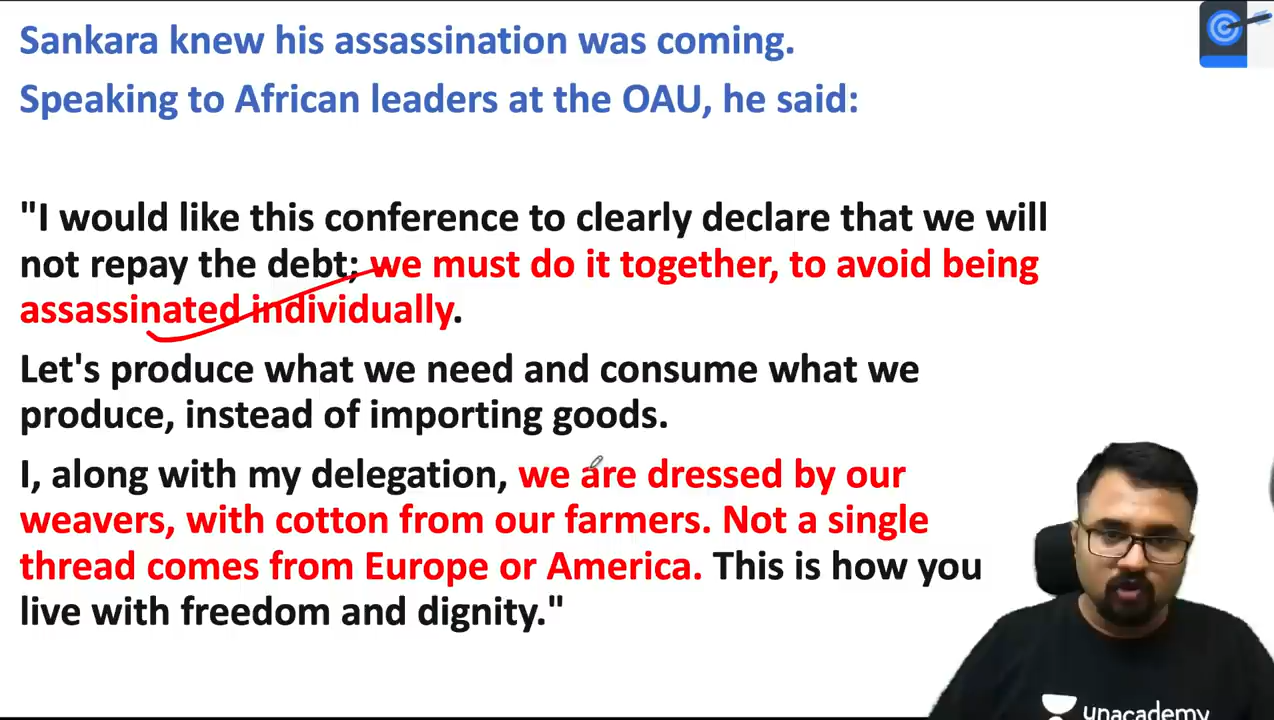 Sankara knew his assassination was coming.
Speaking to African leaders at the OAU, he said:
"I would like this conference to clearly declare that we will
not repay the debt; we must do it together, to avoid being
assassinated individually.
Let's produce what we need and consume what we
produce, instead of importing goods.
I, along with my delegation, we are dressed by our
weavers, with cotton from our farmers. Not a single
thread comes from Europe or America. This is how you
live with freedom and dignity."
unacademy